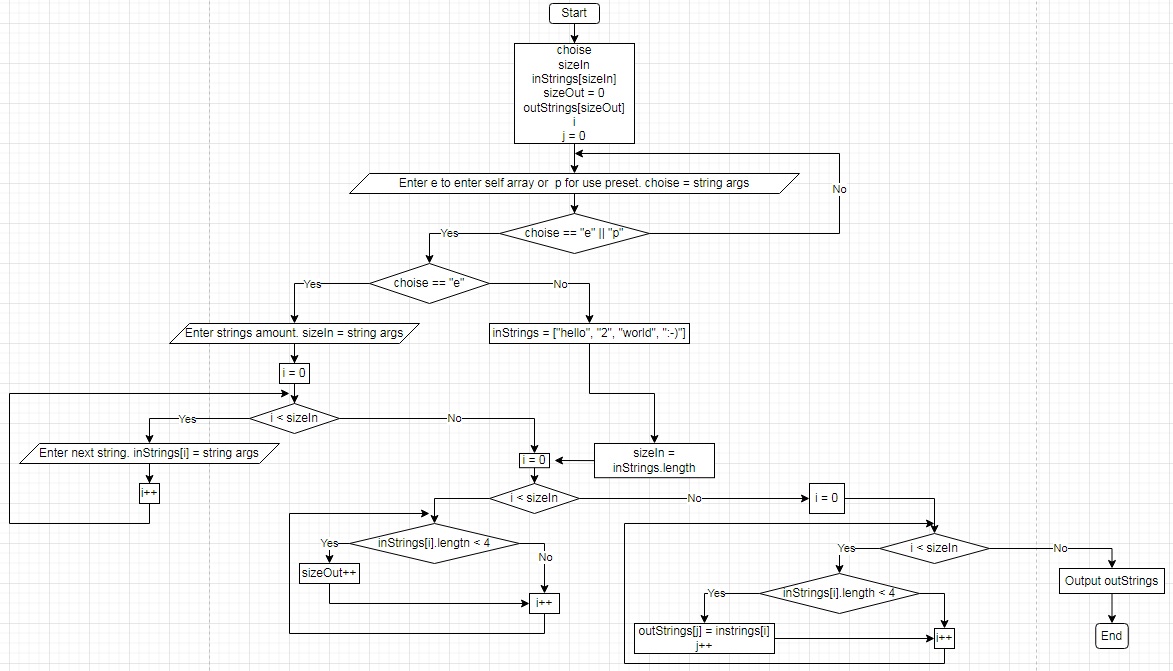 Start
choise
sizeIn
inStrings[sizeIn]
sizeOut = 0
outStrings[sizeOut]
i
j = 0
Enter e to enter self array or p for use preset. choise = string args
No
choise == "e" || "p"
Yes
choise == "e"
Yes
No
Enter strings amount. sizeIn = string args
inStrings = ["hello", "2", "world", ":-)"]
i = 0
i < sizeIn
Yes
No
Enter next string. inStrings[i] = string args
i++
sizeIn =
inStrings.length
i = 0
i < sizeIn
No
i = 0
inStrings[i].lengtn < 4
Yes
No
sizeOut++
i++
i < sizeIn
Yes
No
inStrings[i].length < 4
Yes
outStrings[j] = instrings[i]
j++
i++
Output outStrings
End